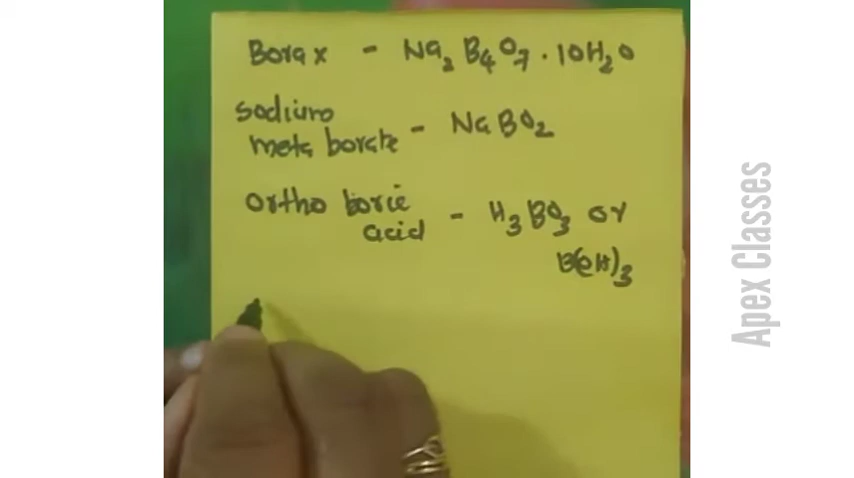 Borax - Na₂B₄O₇.10H₂O
sodium
meta borate - NaBO₂
Ortho boric
acid - H₃BO₃ or
B(OH)₃
Apex Classes